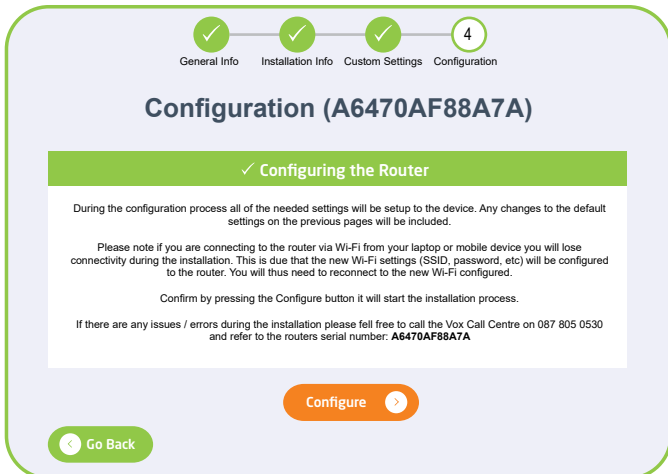 4
General Info Installation Info Custom Settings Configuration
Configuration (A6470AF88A7A)
Configuring the Router
During the configuration process all of the needed settings will be setup to the device. Any changes to the default
settings on the previous pages will be included.
Please note if you are connecting to the router via Wi-Fi from your laptop or mobile device you will lose
connectivity during the installation. This is due that the new Wi-Fi settings (SSID, password, etc) will be configured
to the router. You will thus need to reconnect to the new Wi-Fi configured.
Confirm by pressing the Configure button it will start the installation process.
If there are any issues / errors during the installation please fell free to call the Vox Call Centre on 087 805 0530
and refer to the routers serial number: A6470AF88A7A
Configure
Go Back